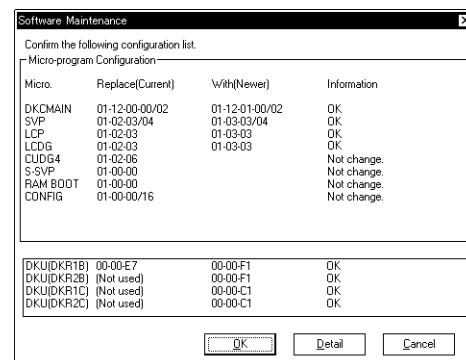 Software Maintenance
Confirm the following configuration list.
Micro-program Configuration
Micro. Replace(Current) With(Newer) Information
DKCMAIN 01-12-00-00/02 01-12-01-00/02 OK
SVP 01-02-03/04 01-03-03/04 OK
LCP 01-02-03 01-03-03 OK
LCDG 01-02-03 01-03-03 OK
CUDG4 01-02-06 Not change.
S-SVP 01-00-00 Not change.
RAM BOOT 01-00-00 Not change.
CONFIG 01-00-00/16 Not change.
DKU(DKR1B) 00-00-E7 00-00-F1 OK
DKU(DKR2B) (Not used) 00-00-F1 OK
DKU(DKR1C) (Not used) 00-00-C1 OK
DKU(DKR2C) (Not used) 00-00-C1 OK
OK Detail Cancel